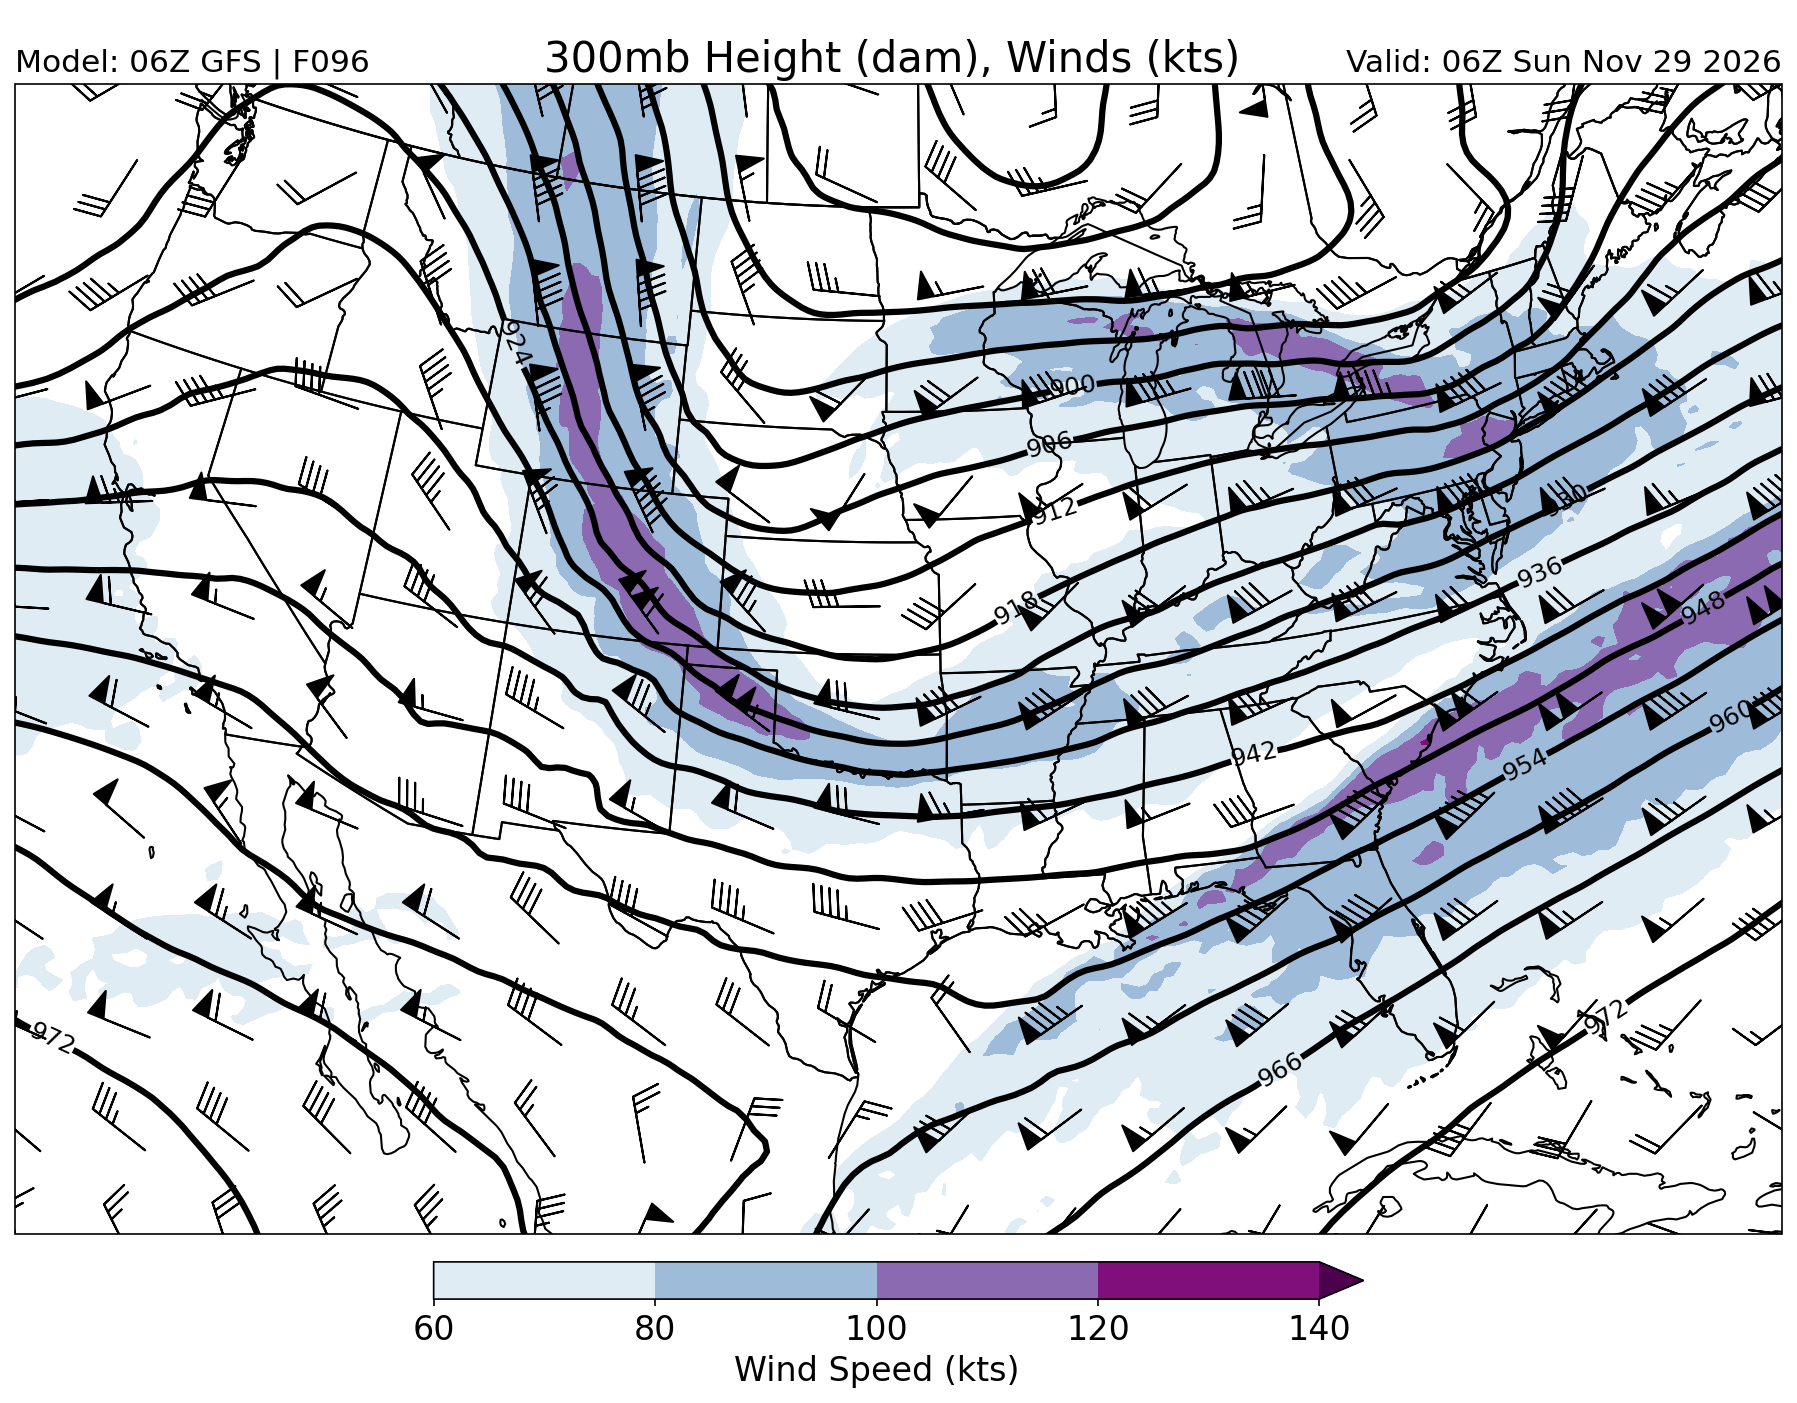 Model: 06Z GFS | F096
300mb Height (dam), Winds (kts)
Valid: 06Z Sun Nov 29 2026
924
900
906
912
930
936
918
948
960
942
954
972
972
966
60 80 100 120 140
Wind Speed (kts)